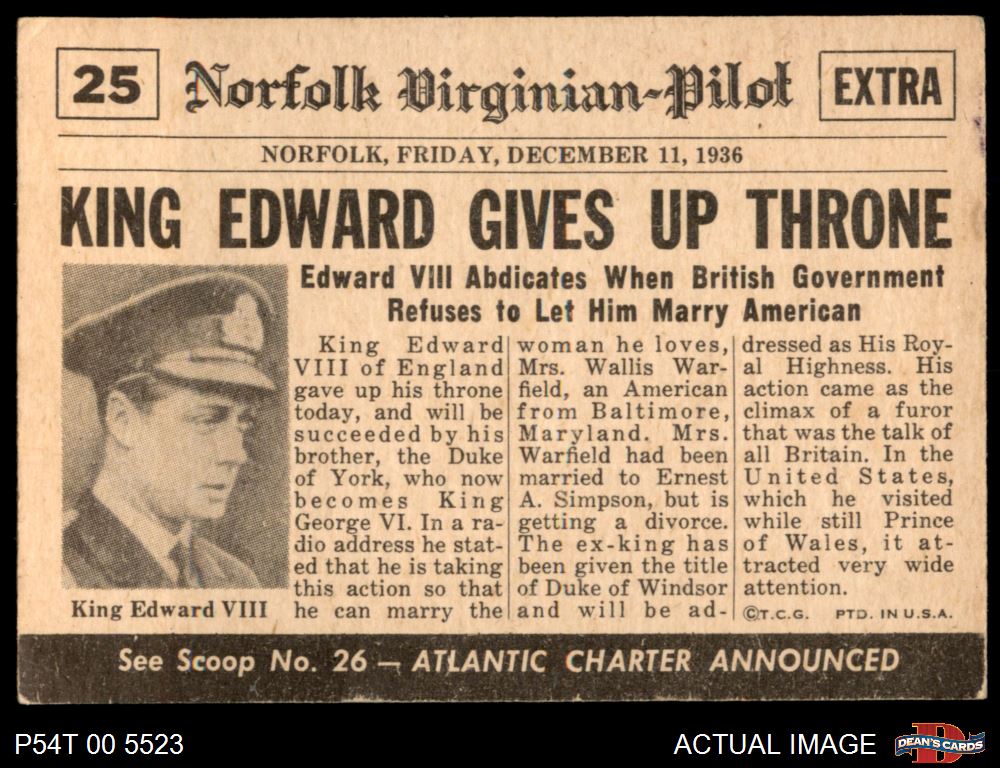 25
Norfolk Virginian-Pilot
EXTRA
NORFOLK, FRIDAY, DECEMBER 11, 1936
KING EDWARD GIVES UP THRONE
Edward VIII Abdicates When British Government
Refuses to Let Him Marry American
King Edward VIII
King Edward
VIII of England
gave up his throne
today, and will be
succeeded by his
brother, the Duke
of York, who now
becomes King
George VI. In a ra-
dio address he stat-
ed that he is taking
this action so that
he can marry the
woman he loves,
Mrs. Wallis War-
field, an American
from Baltimore,
Maryland. Mrs.
Warfield had been
married to Ernest
A. Simpson, but is
getting a divorce.
The ex-king has
been given the title
of Duke of Windsor
and will be ad-
dressed as His Roy-
al Highness. His
action came as the
climax of a furor
that was the talk of
all Britain. In the
United States,
which he visited
while still Prince
of Wales, it at-
tracted very wide
attention.
©T.C.G. PTD. IN U.S.A.
See Scoop No. 26 — ATLANTIC CHARTER ANNOUNCED
P54T 00 5523
ACTUAL IMAGE
DEAN'S CARDS